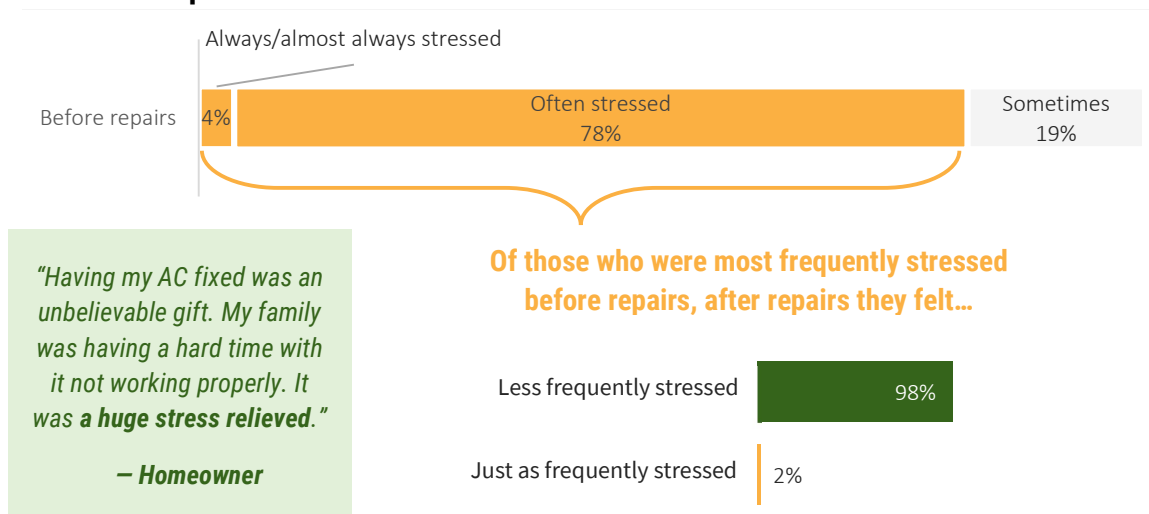 Always/almost always stressed
Before repairs
4%
Often stressed
78%
Sometimes
19%
“Having my AC fixed was an
unbelievable gift. My family
was having a hard time with
it not working properly. It
was a huge stress relieved.”
– Homeowner
Of those who were most frequently stressed
before repairs, after repairs they felt…
Less frequently stressed
98%
Just as frequently stressed
2%